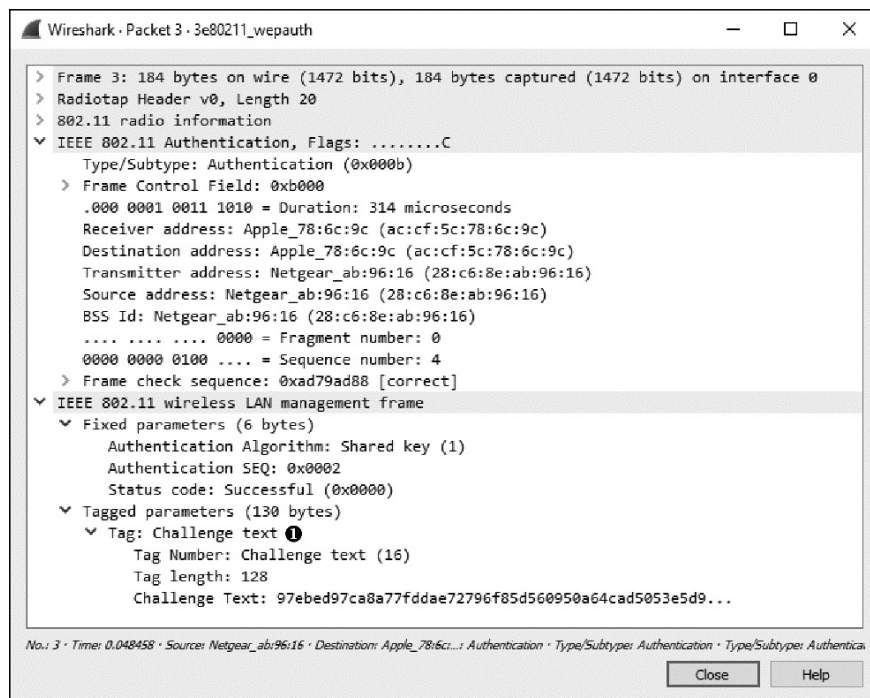 Wireshark · Packet 3 · 3e80211_wepauth
Frame 3: 184 bytes on wire (1472 bits), 184 bytes captured (1472 bits) on interface 0
Radiotap Header v0, Length 20
802.11 radio information
IEEE 802.11 Authentication, Flags: ........C
Type/Subtype: Authentication (0x000b)
Frame Control Field: 0xb000
.000 0001 0011 1010 = Duration: 314 microseconds
Receiver address: Apple_78:6c:9c (ac:cf:5c:78:6c:9c)
Destination address: Apple_78:6c:9c (ac:cf:5c:78:6c:9c)
Transmitter address: Netgear_ab:96:16 (28:c6:8e:ab:96:16)
Source address: Netgear_ab:96:16 (28:c6:8e:ab:96:16)
BSS Id: Netgear_ab:96:16 (28:c6:8e:ab:96:16)
.... .... .... 0000 = Fragment number: 0
0000 0000 0100 .... = Sequence number: 4
Frame check sequence: 0xad79ad88 [correct]
IEEE 802.11 wireless LAN management frame
Fixed parameters (6 bytes)
Authentication Algorithm: Shared key (1)
Authentication SEQ: 0x0002
Status code: Successful (0x0000)
Tagged parameters (130 bytes)
Tag: Challenge text ❶
Tag Number: Challenge text (16)
Tag length: 128
Challenge Text: 97ebed97ca8a77fddae72796f85d560950a64cad5053e5d9...
No.: 3 · Time: 0.048458 · Source: Netgear_ab:96:16 · Destination: Apple_78:6c:...: Authentication · Type/Subtype: Authentication · Type/Subtype: Authentica
Close Help